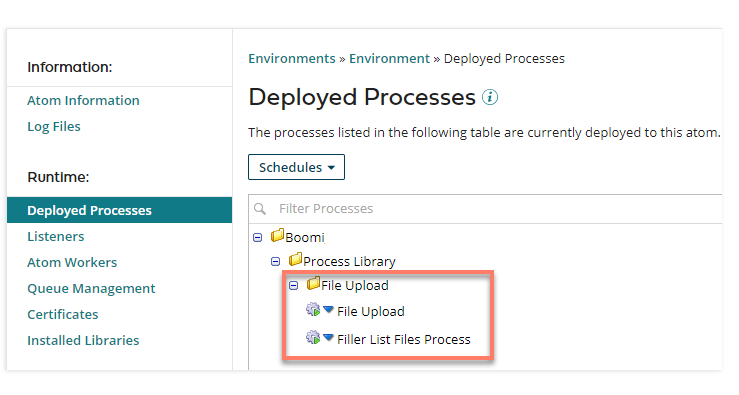 Information:
Atom Information
Log Files
Runtime:
Deployed Processes
Listeners
Atom Workers
Queue Management
Certificates
Installed Libraries
Environments » Environment » Deployed Processes
Deployed Processes i
The processes listed in the following table are currently deployed to this atom.
Schedules
Filter Processes
Boomi
Process Library
File Upload
File Upload
Filler List Files Process